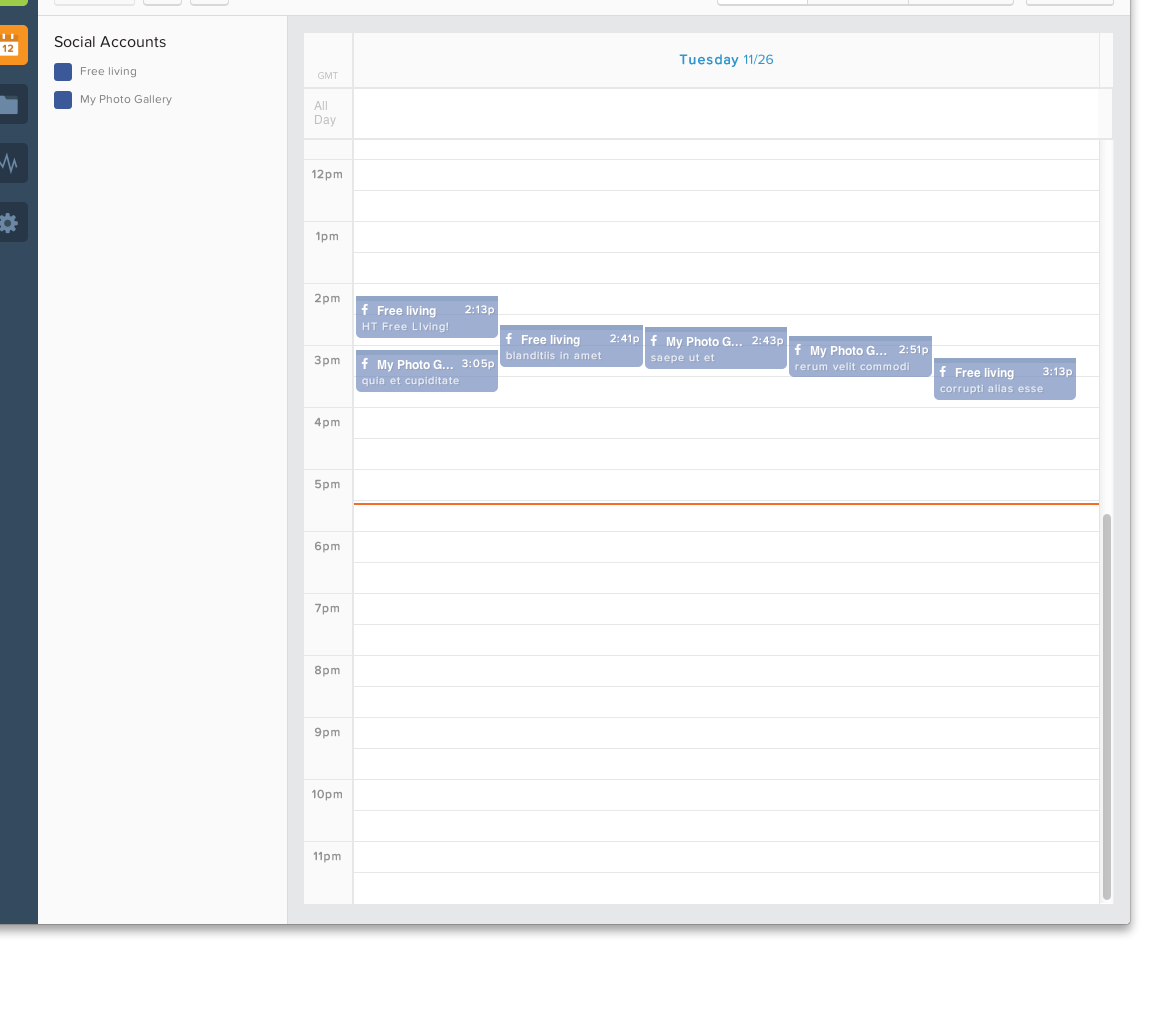 12
Social Accounts
Free living
My Photo Gallery
Tuesday 11/26
GMT
All
Day
12pm
1pm
2pm
3pm
4pm
5pm
6pm
7pm
8pm
9pm
10pm
11pm
Free living 2:13p
HT Free Living!
My Photo G... 3:05p
quia et cupiditate
Free living 2:41p
blanditiis in amet
My Photo G... 2:43p
saepe ut et
My Photo G... 2:51p
rerum velit commodi
Free living 3:13p
corrupti alias esse